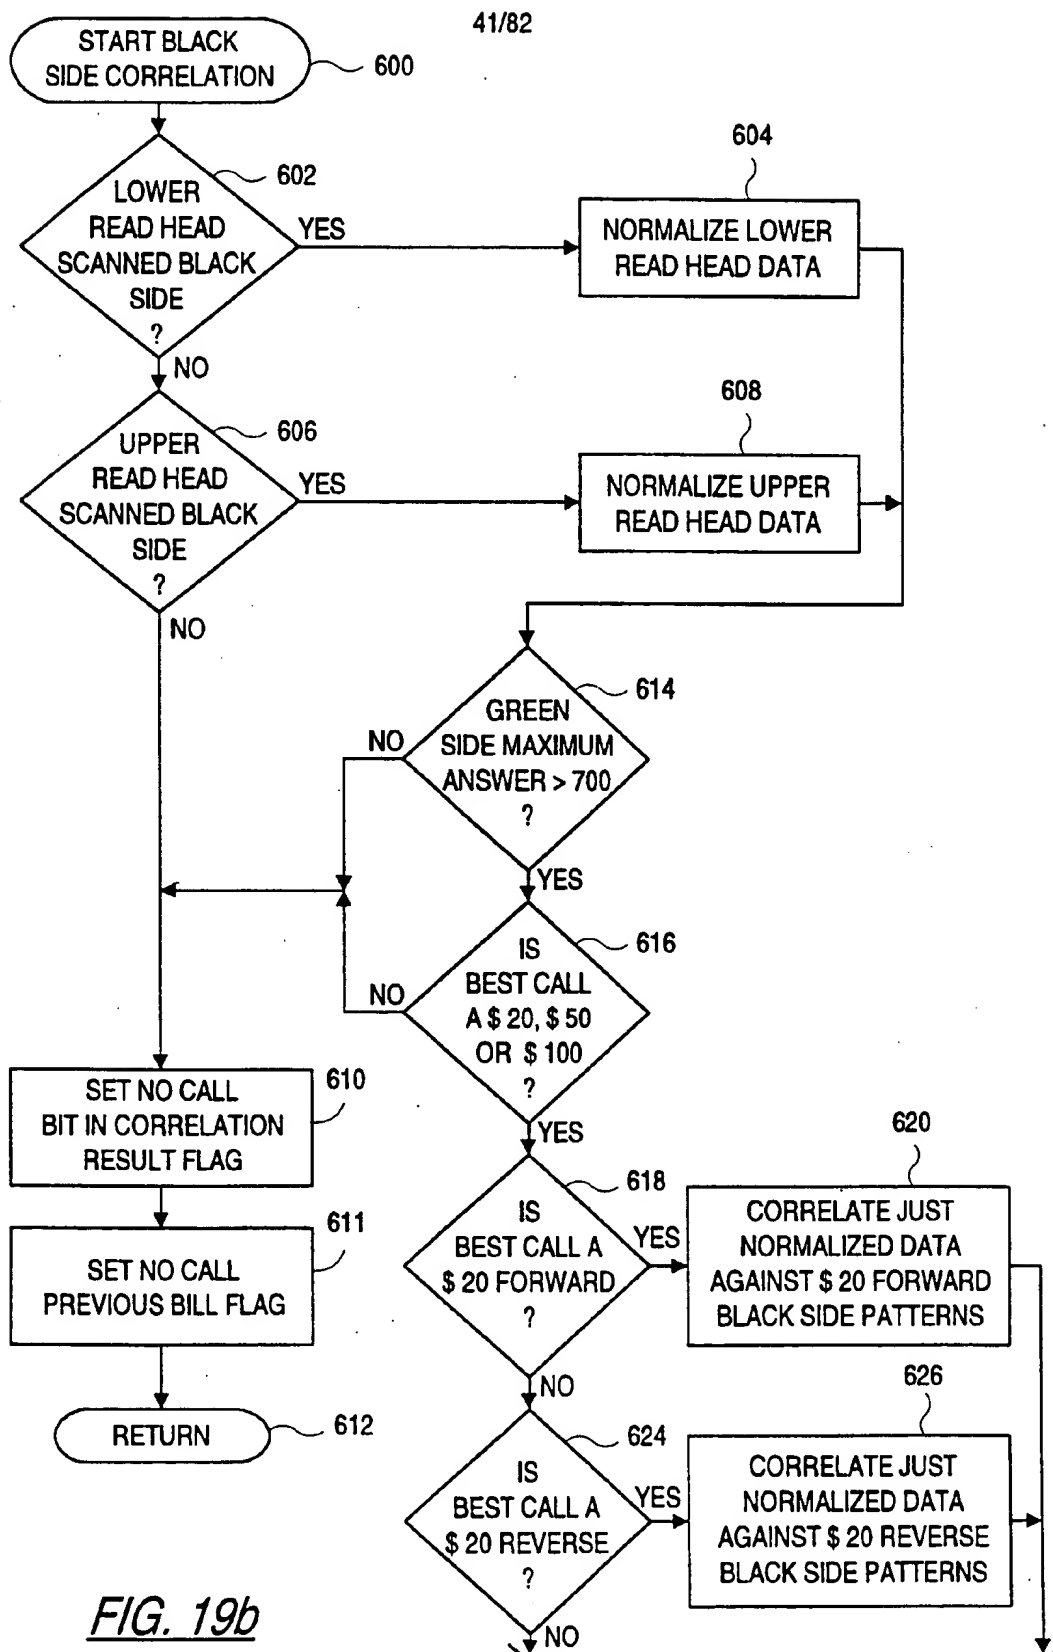 41/82
START BLACK
SIDE CORRELATION
600
LOWER
READ HEAD
SCANNED BLACK
SIDE
?
602
YES
NO
604
NORMALIZE LOWER
READ HEAD DATA
UPPER
READ HEAD
SCANNED BLACK
SIDE
?
606
YES
NO
608
NORMALIZE UPPER
READ HEAD DATA
GREEN
SIDE MAXIMUM
ANSWER > 700
?
614
NO
YES
IS
BEST CALL
A $ 20, $ 50
OR $ 100
?
616
NO
YES
SET NO CALL
BIT IN CORRELATION
RESULT FLAG
610
SET NO CALL
PREVIOUS BILL FLAG
611
RETURN
612
IS
BEST CALL A
$ 20 FORWARD
?
618
YES
NO
620
CORRELATE JUST
NORMALIZED DATA
AGAINST $ 20 FORWARD
BLACK SIDE PATTERNS
IS
BEST CALL A
$ 20 REVERSE
?
624
YES
NO
626
CORRELATE JUST
NORMALIZED DATA
AGAINST $ 20 REVERSE
BLACK SIDE PATTERNS
FIG. 19b